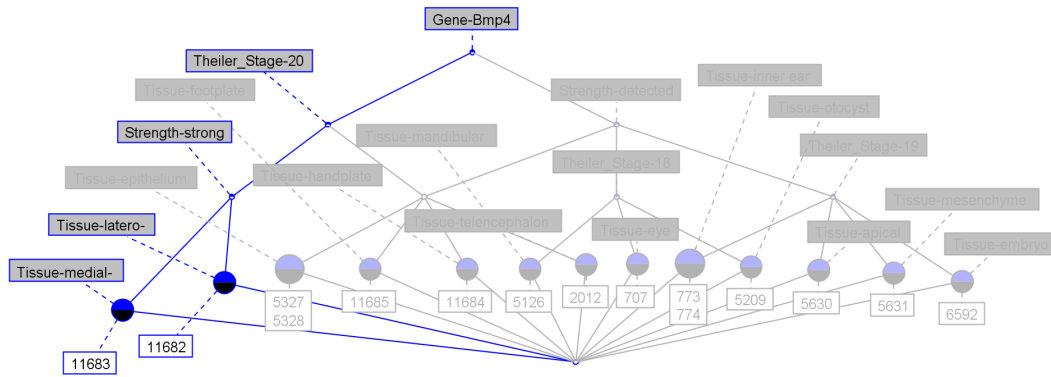 Gene-Bmp4
Theiler_Stage-20
Tissue-inner ear
Tissue-footplate
Strength-detected
Tissue-otocyst
Strength-strong
Tissue-mandibular
Theiler_Stage-18
Theiler_Stage-19
Tissue-epithelium
Tissue-handplate
Tissue-mesenchyme
Tissue-latero-
Tissue-telencephalon
Tissue-eye
Tissue-apical
Tissue-embryo
Tissue-medial-
5327
5328
11685
11684
5126
2012
707
773
774
5209
5630
5631
6592
11682
11683